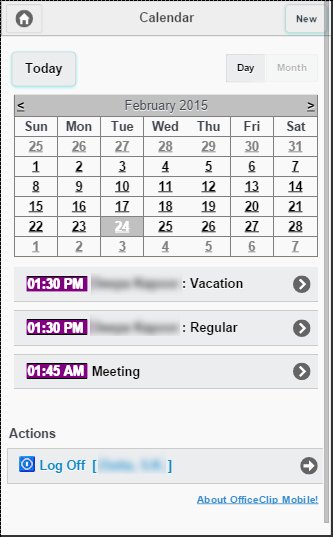 Calendar New
Today Day Month
< February 2015 >
Sun Mon Tue Wed Thu Fri Sat
25 26 27 28 29 30 31
1 2 3 4 5 6 7
8 9 10 11 12 13 14
15 16 17 18 19 20 21
22 23 24 25 26 27 28
1 2 3 4 5 6 7
01:30 PM : Vacation
01:30 PM : Regular
01:45 AM Meeting
Actions
Log Off [ ]
About OfficeClip Mobile!